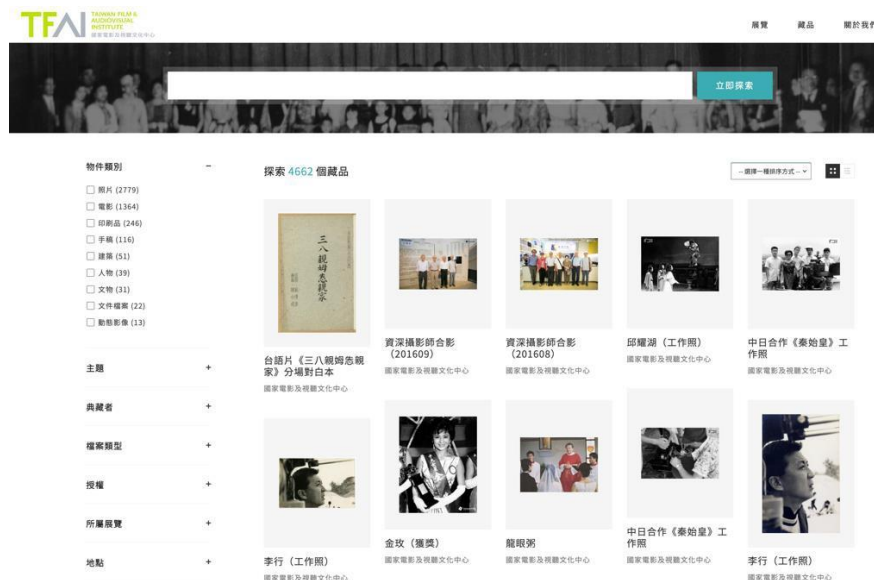 TFAI
TAIWAN FILM &
AUDIOVISUAL
INSTITUTE
國家電影及視聽文化中心
展覽
藏品
關於我們
立即探索
物件類別
−
照片 (2779)
電影 (1364)
印刷品 (246)
手稿 (116)
建築 (51)
人物 (39)
文物 (31)
文件檔案 (22)
動態影像 (13)
主題
+
典藏者
+
檔案類型
+
授權
+
所屬展覽
+
地點
+
探索 4662 個藏品
-- 選擇一種排序方式 --
三八親姆恁親家
台語片《三八親姆恁親
家》分場對白本
國家電影及視聽文化中心
資深攝影師合影
(201609)
國家電影及視聽文化中心
資深攝影師合影
(201608)
國家電影及視聽文化中心
邱耀湖（工作照）
國家電影及視聽文化中心
中日合作《秦始皇》工
作照
國家電影及視聽文化中心
李行（工作照）
國家電影及視聽文化中心
金玫（獲獎）
國家電影及視聽文化中心
龍眼粥
國家電影及視聽文化中心
中日合作《秦始皇》工
作照
國家電影及視聽文化中心
李行（工作照）
國家電影及視聽文化中心